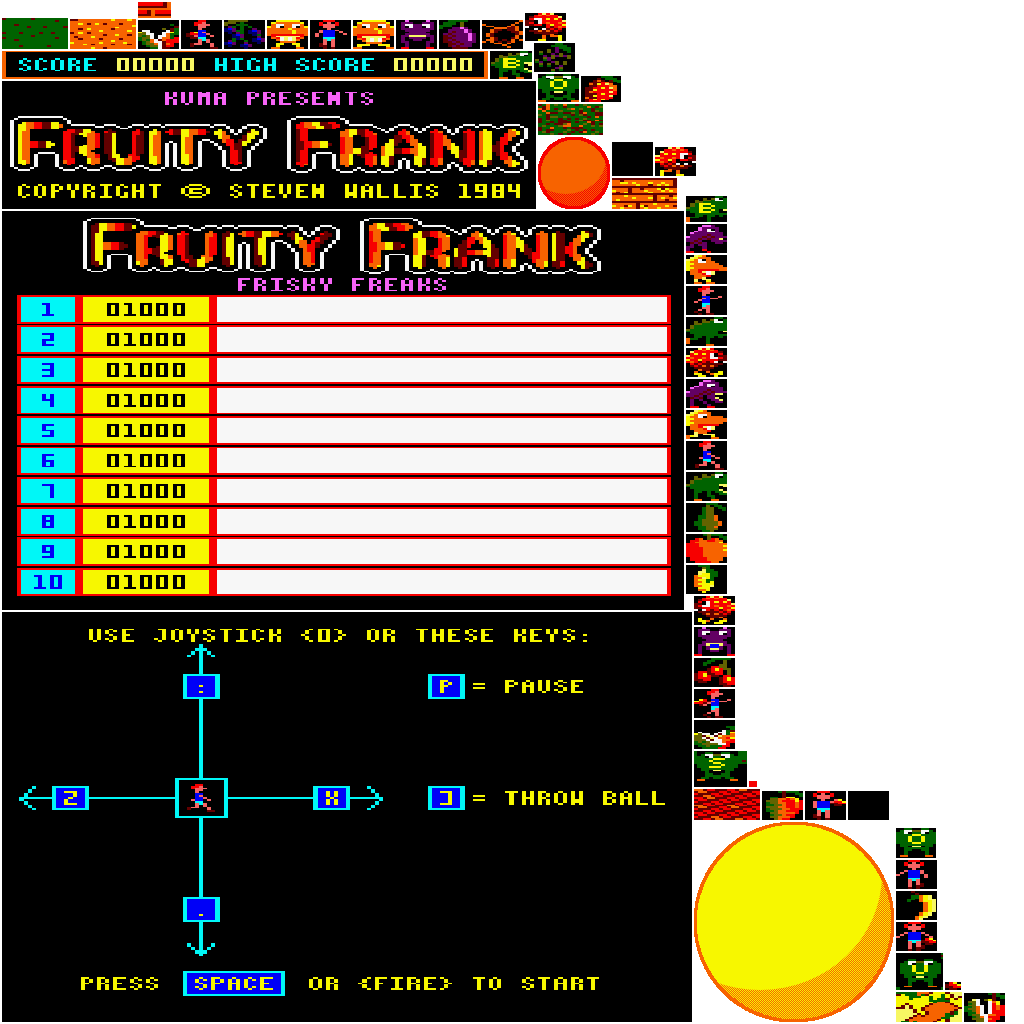 SCORE 00000 HIGH SCORE 00000
KUMA PRESENTS
FRUITY FRANK
COPYRIGHT © STEVEN WALLIS 1984
FRUITY FRANK
FRISKY FREAKS
1 01000
2 01000
3 01000
4 01000
5 01000
6 01000
7 01000
8 01000
9 01000
10 01000
USE JOYSTICK <0> OR THESE KEYS:
: P = PAUSE
Z X ] = THROW BALL
.
PRESS SPACE OR <FIRE> TO START